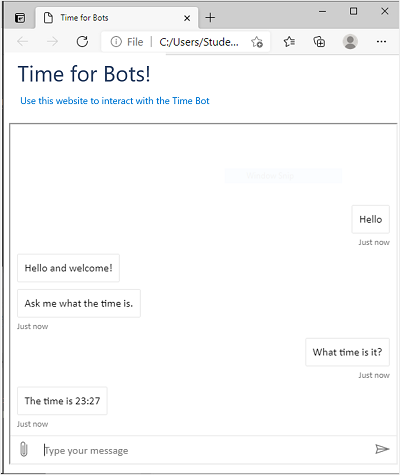 Time for Bots
File
C:/Users/Stude...
Time for Bots!
Use this website to interact with the Time Bot
Hello
Just now
Hello and welcome!
Ask me what the time is.
Just now
What time is it?
Just now
The time is 23:27
Just now
Type your message